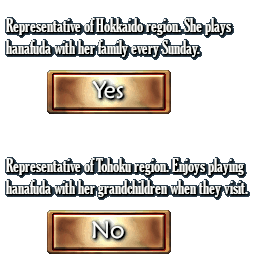 Representative of Hokkaido region. She plays
hanafuda with her family every Sunday.
Yes
Representative of Tohoku region. Enjoys playing
hanafuda with her grandchildren when they visit.
No